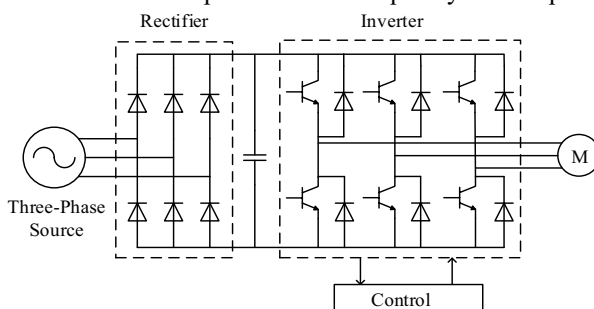 Rectifier
Inverter
M
Three-Phase
Source
Control